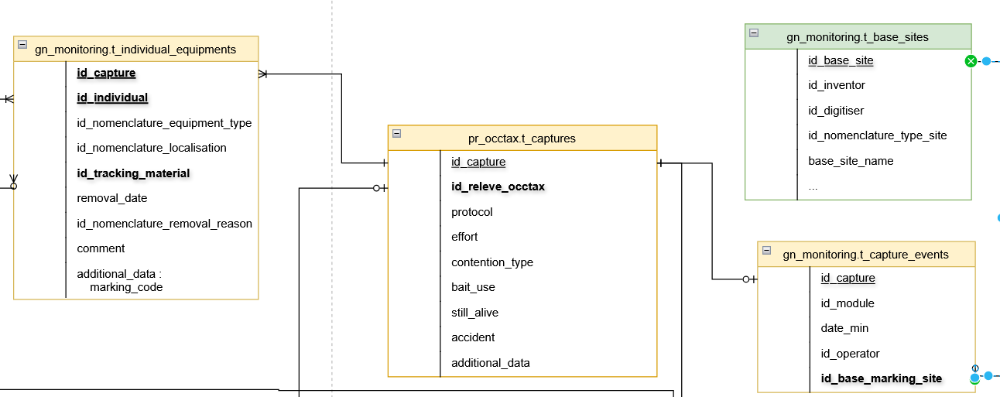 gn_monitoring.t_individual_equipments
id_capture
id_individual
id_nomenclature_equipment_type
id_nomenclature_localisation
id_tracking_material
removal_date
id_nomenclature_removal_reason
comment
additional_data :
marking_code
pr_occtax.t_captures
id_capture
id_releve_occtax
protocol
effort
contention_type
bait_use
still_alive
accident
additional_data
gn_monitoring.t_base_sites
id_base_site
id_inventor
id_digitiser
id_nomenclature_type_site
base_site_name
...
gn_monitoring.t_capture_events
id_capture
id_module
date_min
id_operator
id_base_marking_site